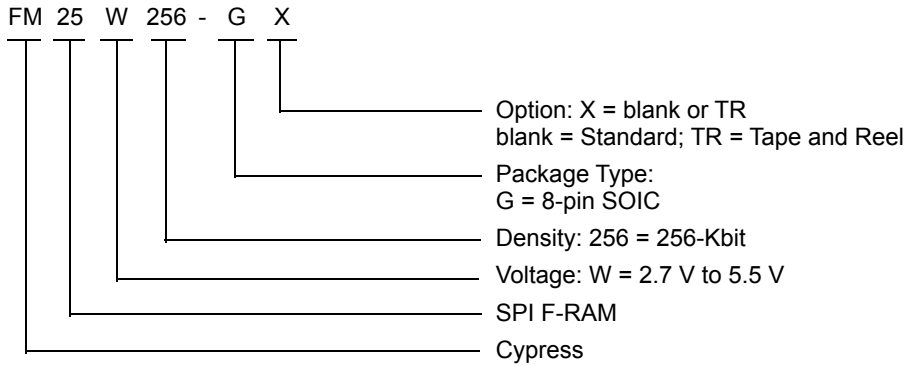 FM 25 W 256 - G X
Option: X = blank or TR
blank = Standard; TR = Tape and Reel
Package Type:
G = 8-pin SOIC
Density: 256 = 256-Kbit
Voltage: W = 2.7 V to 5.5 V
SPI F-RAM
Cypress